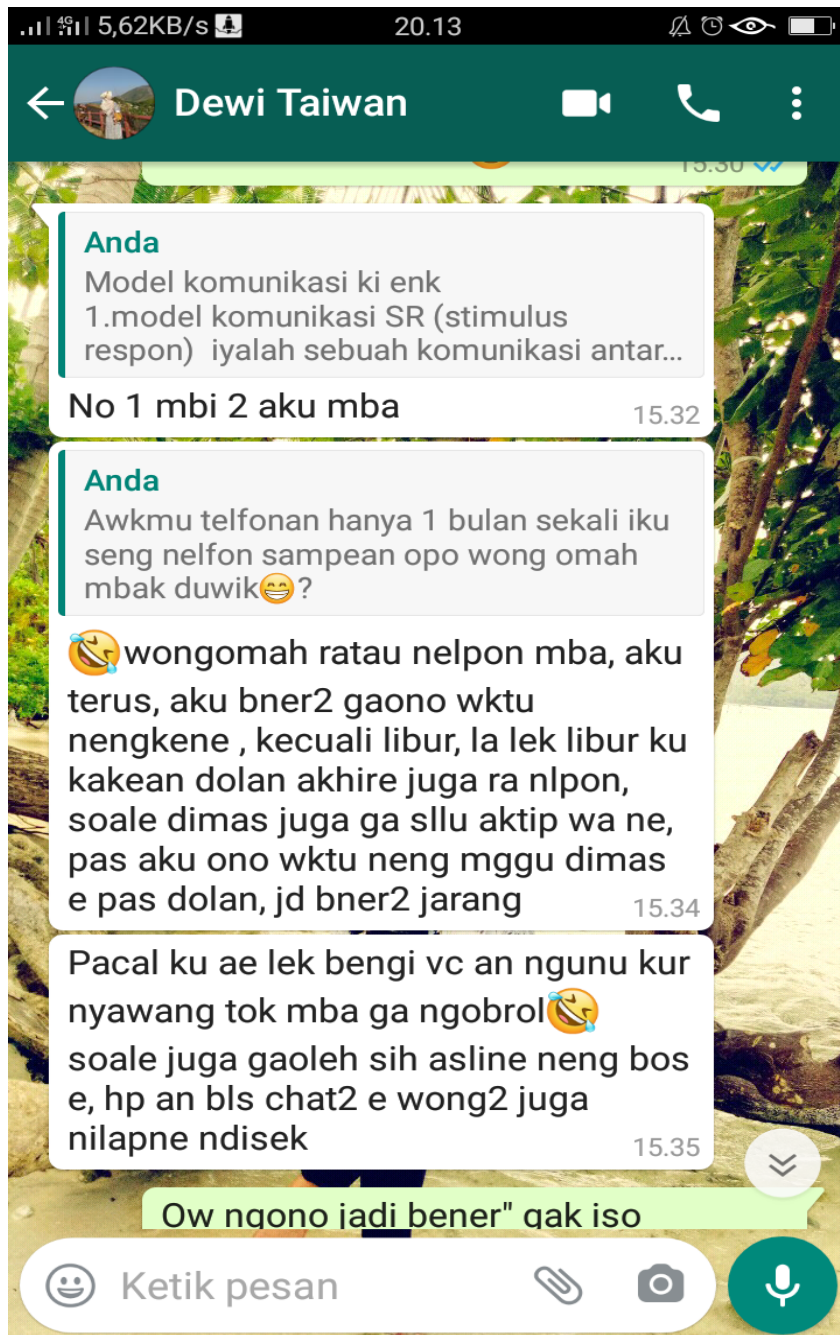 5,62KB/s 20.13
Dewi Taiwan
15.30
Anda
Model komunikasi ki enk
1.model komunikasi SR (stimulus
respon) iyalah sebuah komunikasi antar...
No 1 mbi 2 aku mba
15.32
Anda
Awkmu telfonan hanya 1 bulan sekali iku
seng nelfon sampean opo wong omah
mbak duwik😁?
🤣wongomah ratau nelpon mba, aku
terus, aku bner2 gaono wktu
nengkene , kecuali libur, la lek libur ku
kakean dolan akhire juga ra nlpon,
soale dimas juga ga sllu aktip wa ne,
pas aku ono wktu neng mggu dimas
e pas dolan, jd bner2 jarang
15.34
Pacal ku ae lek bengi vc an ngunu kur
nyawang tok mba ga ngobrol🤣
soale juga gaoleh sih asline neng bos
e, hp an bls chat2 e wong2 juga
nilapne ndisek
15.35
Ow ngono jadi bener" gak iso
Ketik pesan